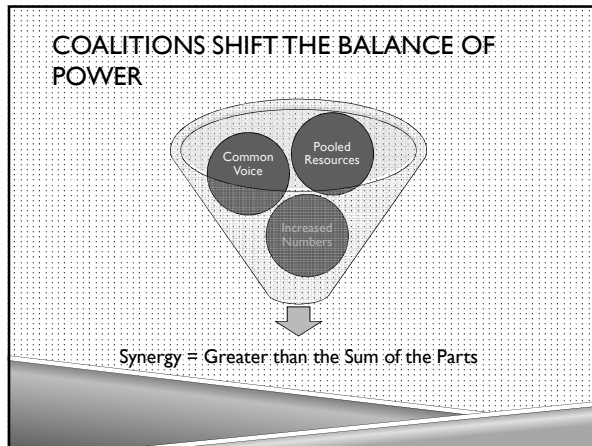 COALITIONS SHIFT THE BALANCE OF
POWER
Common
Voice
Pooled
Resources
Increased
Numbers
Synergy = Greater than the Sum of the Parts